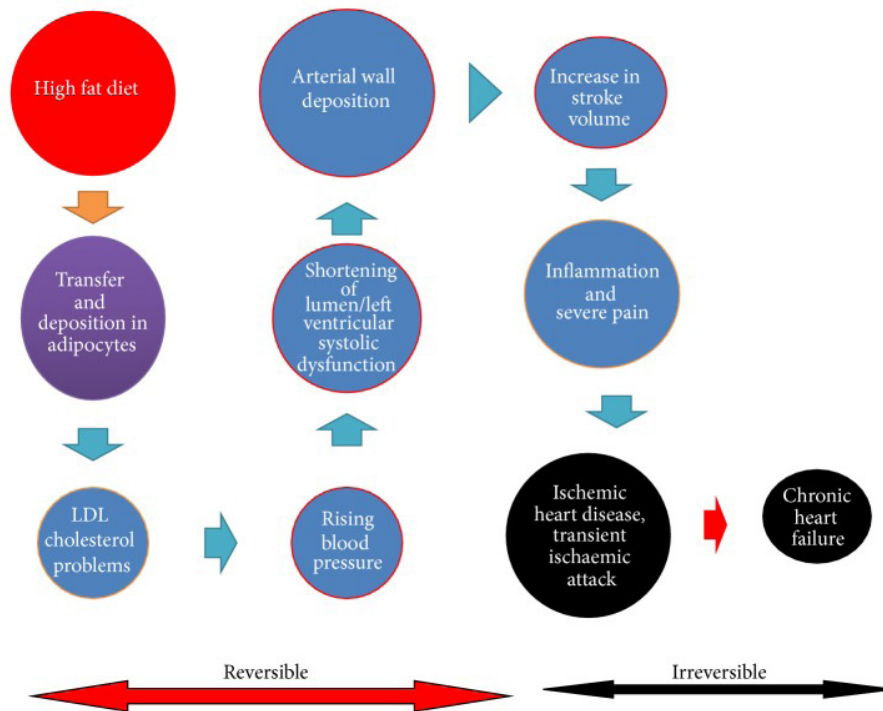 High fat diet
Transfer
and
deposition in
adipocytes
LDL
cholesterol
problems
Rising
blood
pressure
Shortening
of
lumen/left
ventricular
systolic
dysfunction
Arterial wall
deposition
Increase in
stroke
volume
Inflammation
and
severe pain
Ischemic
heart disease,
transient
ischaemic
attack
Chronic
heart
failure
Reversible
Irreversible